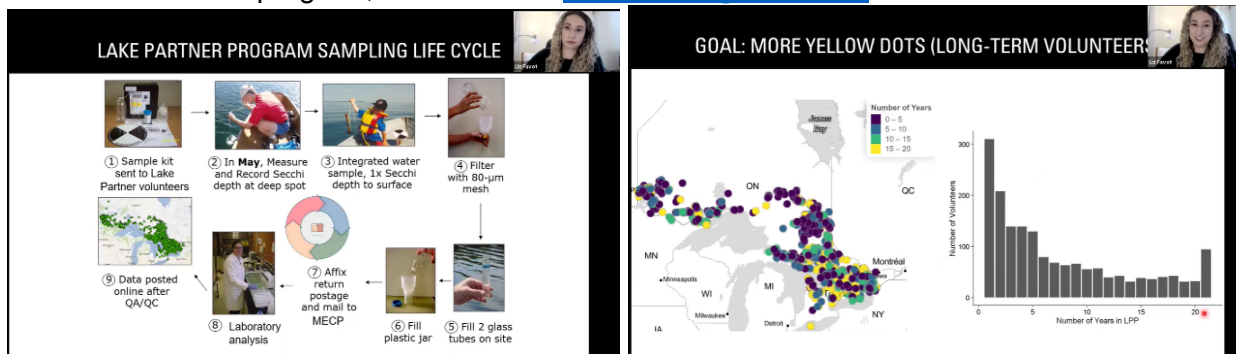 LAKE PARTNER PROGRAM SAMPLING LIFE CYCLE
Liz Favot
① Sample kit
sent to Lake
Partner volunteers
② In May, Measure
and Record Secchi
depth at deep spot
③ Integrated water
sample, 1x Secchi
depth to surface
④ Filter
with 80-µm
mesh
⑤ Fill 2 glass
tubes on site
⑥ Fill
plastic jar
⑦ Affix
return
postage
and mail to
MECP
⑧ Laboratory
analysis
⑨ Data posted
online after
QA/QC
GOAL: MORE YELLOW DOTS (LONG-TERM VOLUNTEERS
Liz Favot
Number of Years
0 – 5
5 – 10
10 – 15
15 – 20
James
Bay
ON
QC
MN
Minneapolis
WI
MI
Milwaukee
Detroit
Montréal
NY
IA
Number of Volunteers
300
200
100
0
0 5 10 15 20
Number of Years in LPP